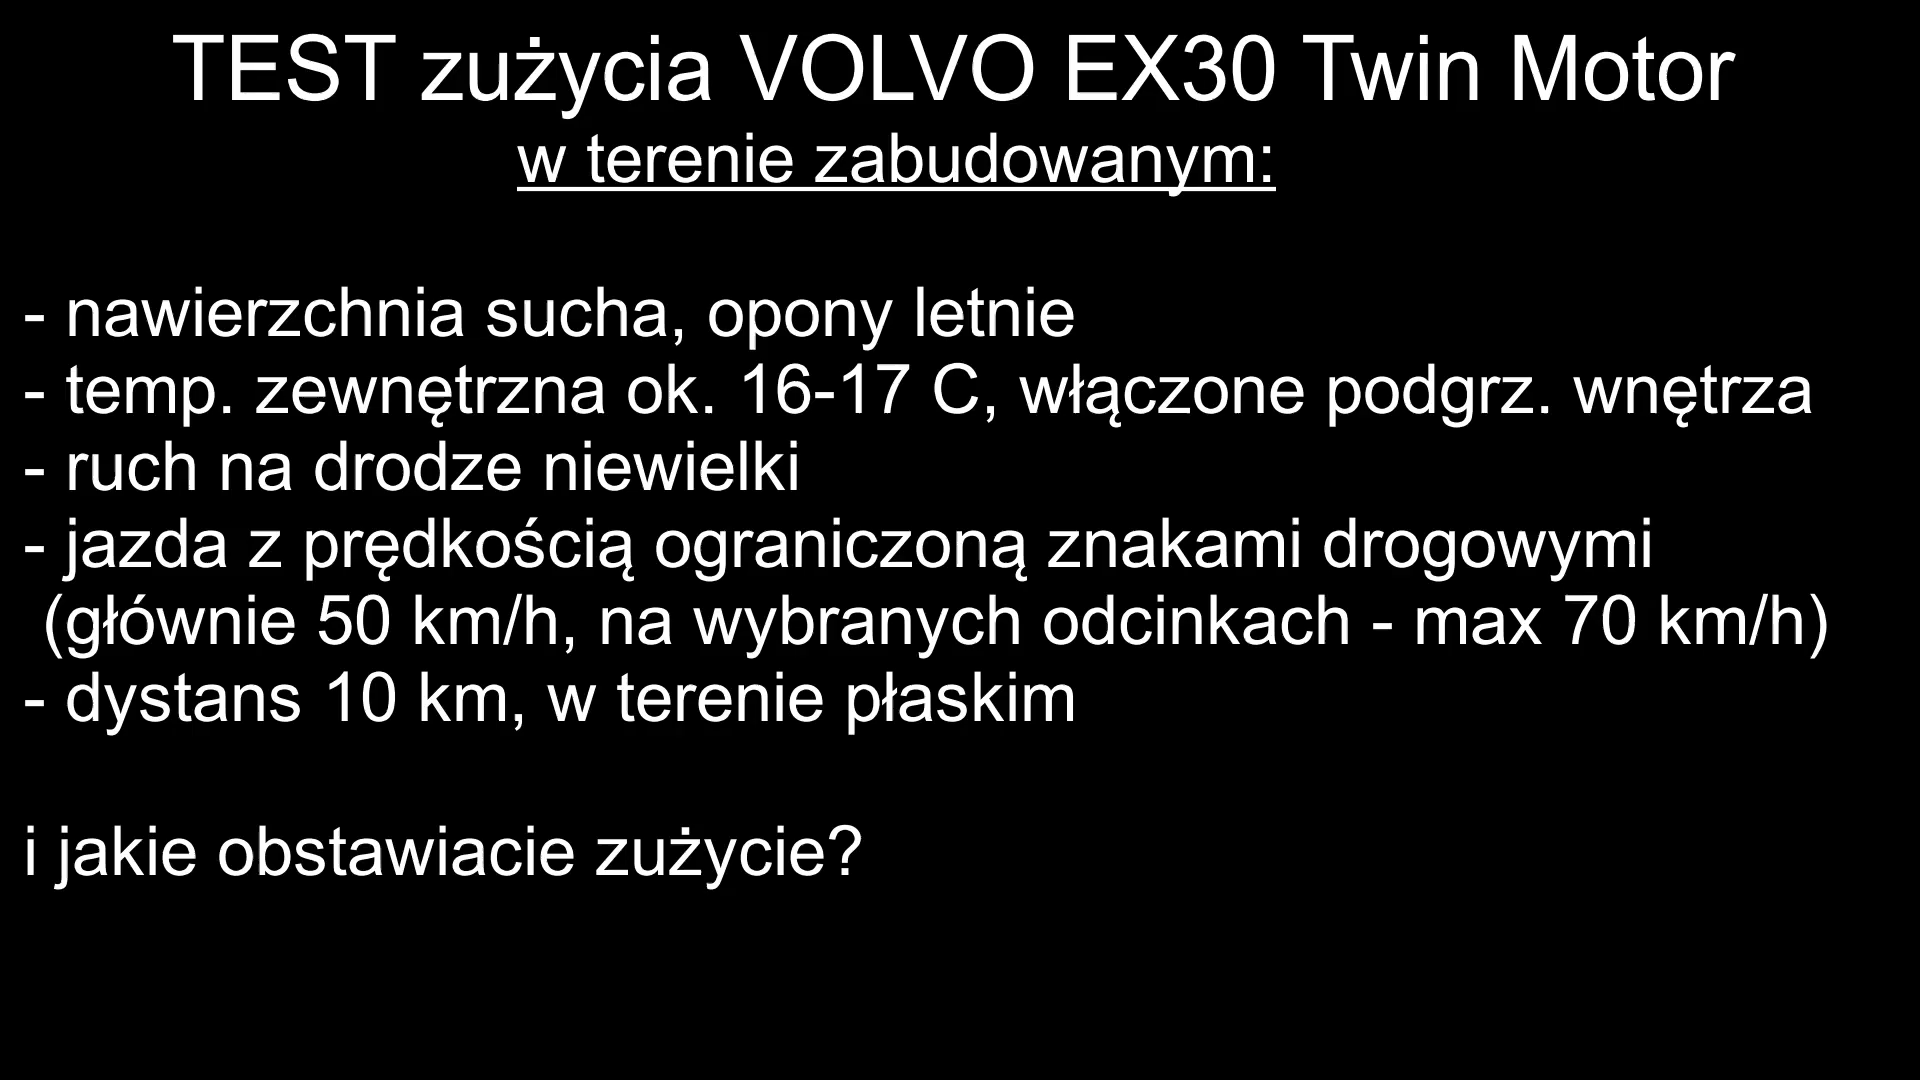 TEST zużycia VOLVO EX30 Twin Motor
w terenie zabudowanym:
- nawierzchnia sucha, opony letnie
- temp. zewnętrzna ok. 16-17 C, włączone podgrz. wnętrza
- ruch na drodze niewielki
- jazda z prędkością ograniczoną znakami drogowymi
(głównie 50 km/h, na wybranych odcinkach - max 70 km/h)
- dystans 10 km, w terenie płaskim
i jakie obstawiacie zużycie?